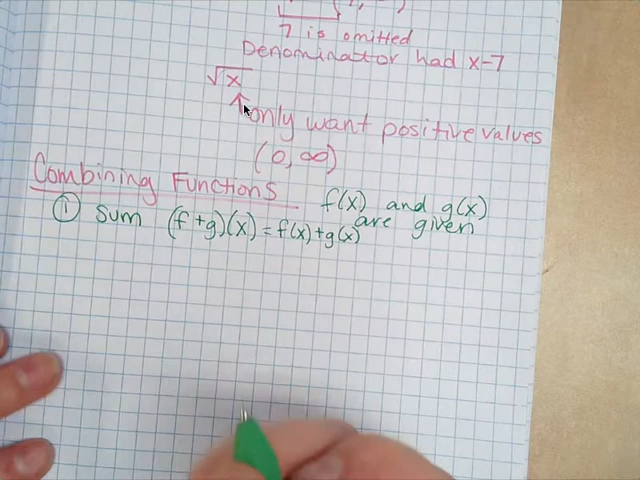 7 is omitted
Denominator had x-7
√x
only want positive values
(0, ∞)
Combining Functions
f(x) and g(x)
are given
① Sum (f+g)(x) = f(x)+g(x)